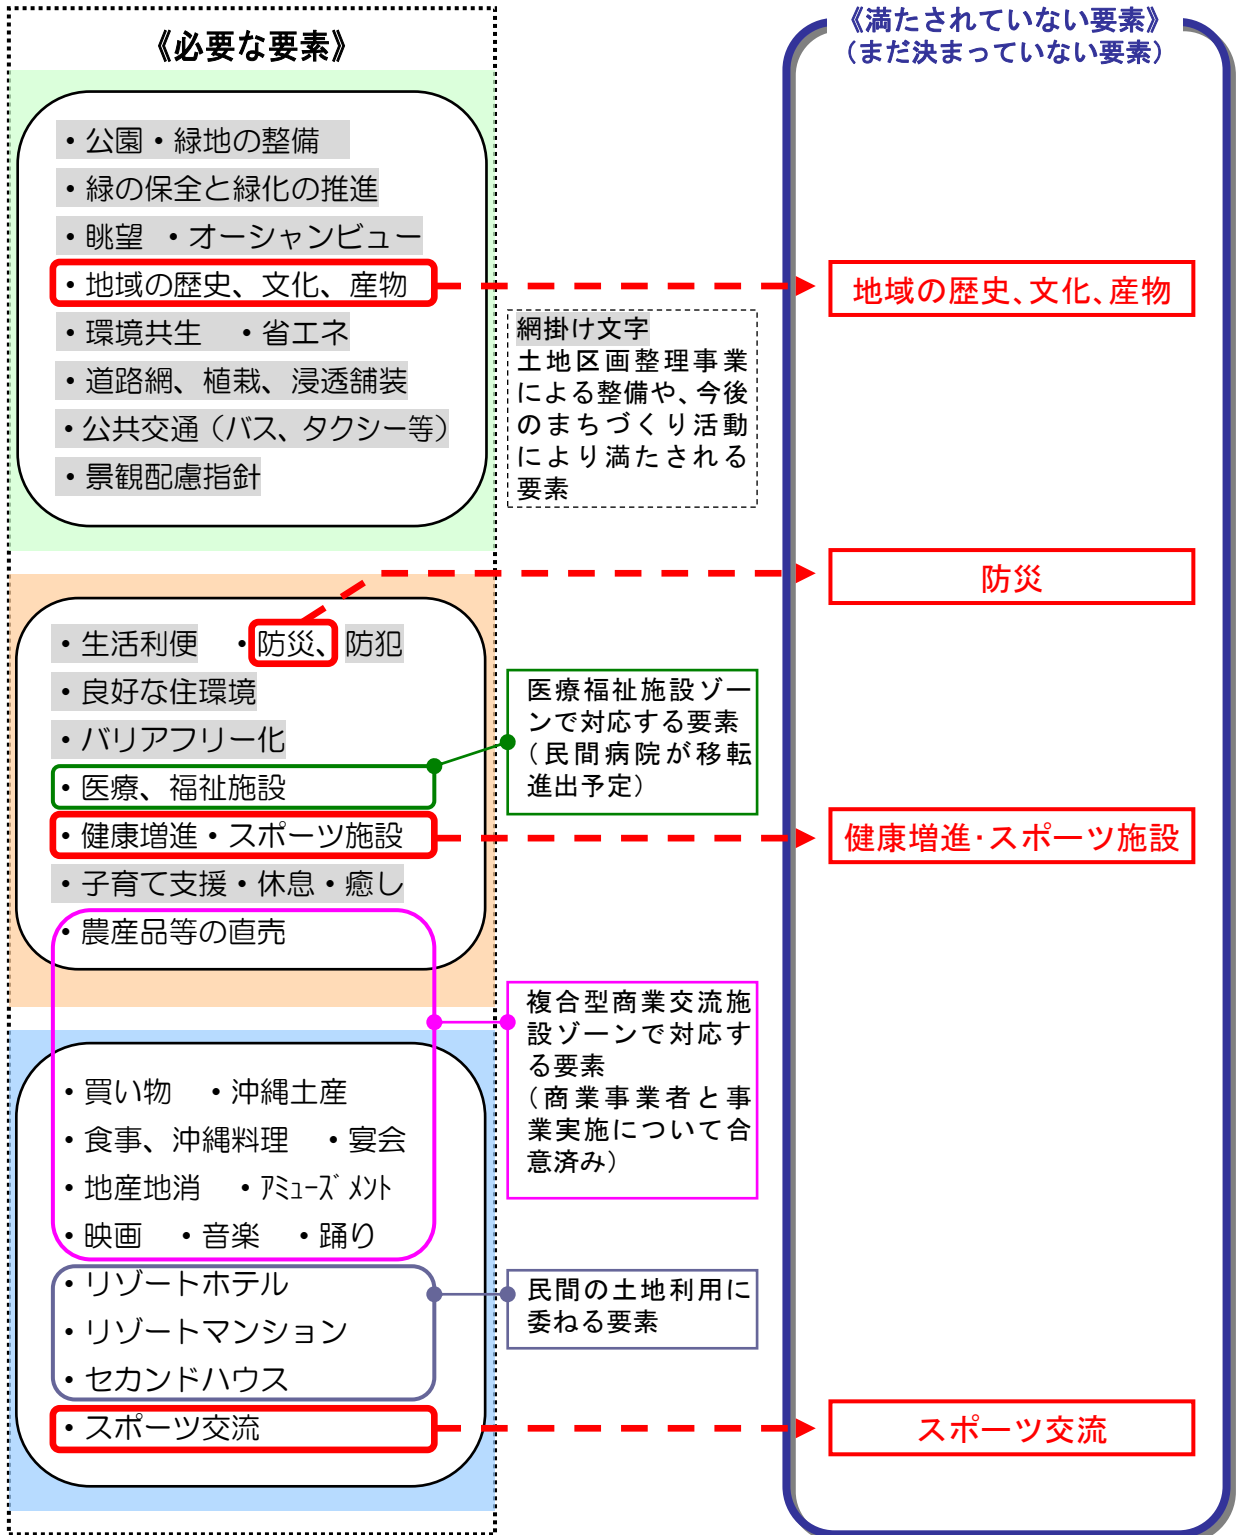 《必要な要素》
・公園・緑地の整備
・緑の保全と緑化の推進
・眺望 ・オーシャンビュー
・地域の歴史、文化、産物
・環境共生 ・省エネ
・道路網、植栽、浸透舗装
・公共交通（バス、タクシー等）
・景観配慮指針
・生活利便 ・防災、防犯
・良好な住環境
・バリアフリー化
・医療、福祉施設
・健康増進・スポーツ施設
・子育て支援・休息・癒し
・農産品等の直売
・買い物 ・沖縄土産
・食事、沖縄料理 ・宴会
・地産地消 ・ｱﾐｭｰｽﾞﾒﾝﾄ
・映画 ・音楽 ・踊り
・リゾートホテル
・リゾートマンション
・セカンドハウス
・スポーツ交流
網掛け文字
土地区画整理事業
による整備や、今後
のまちづくり活動
により満たされる
要素
医療福祉施設ゾー
ンで対応する要素
（民間病院が移転
進出予定）
複合型商業交流施
設ゾーンで対応す
る要素
（商業事業者と事
業実施について合
意済み）
民間の土地利用に
委ねる要素
《満たされていない要素》
（まだ決まっていない要素）
地域の歴史、文化、産物
防災
健康増進･スポーツ施設
スポーツ交流